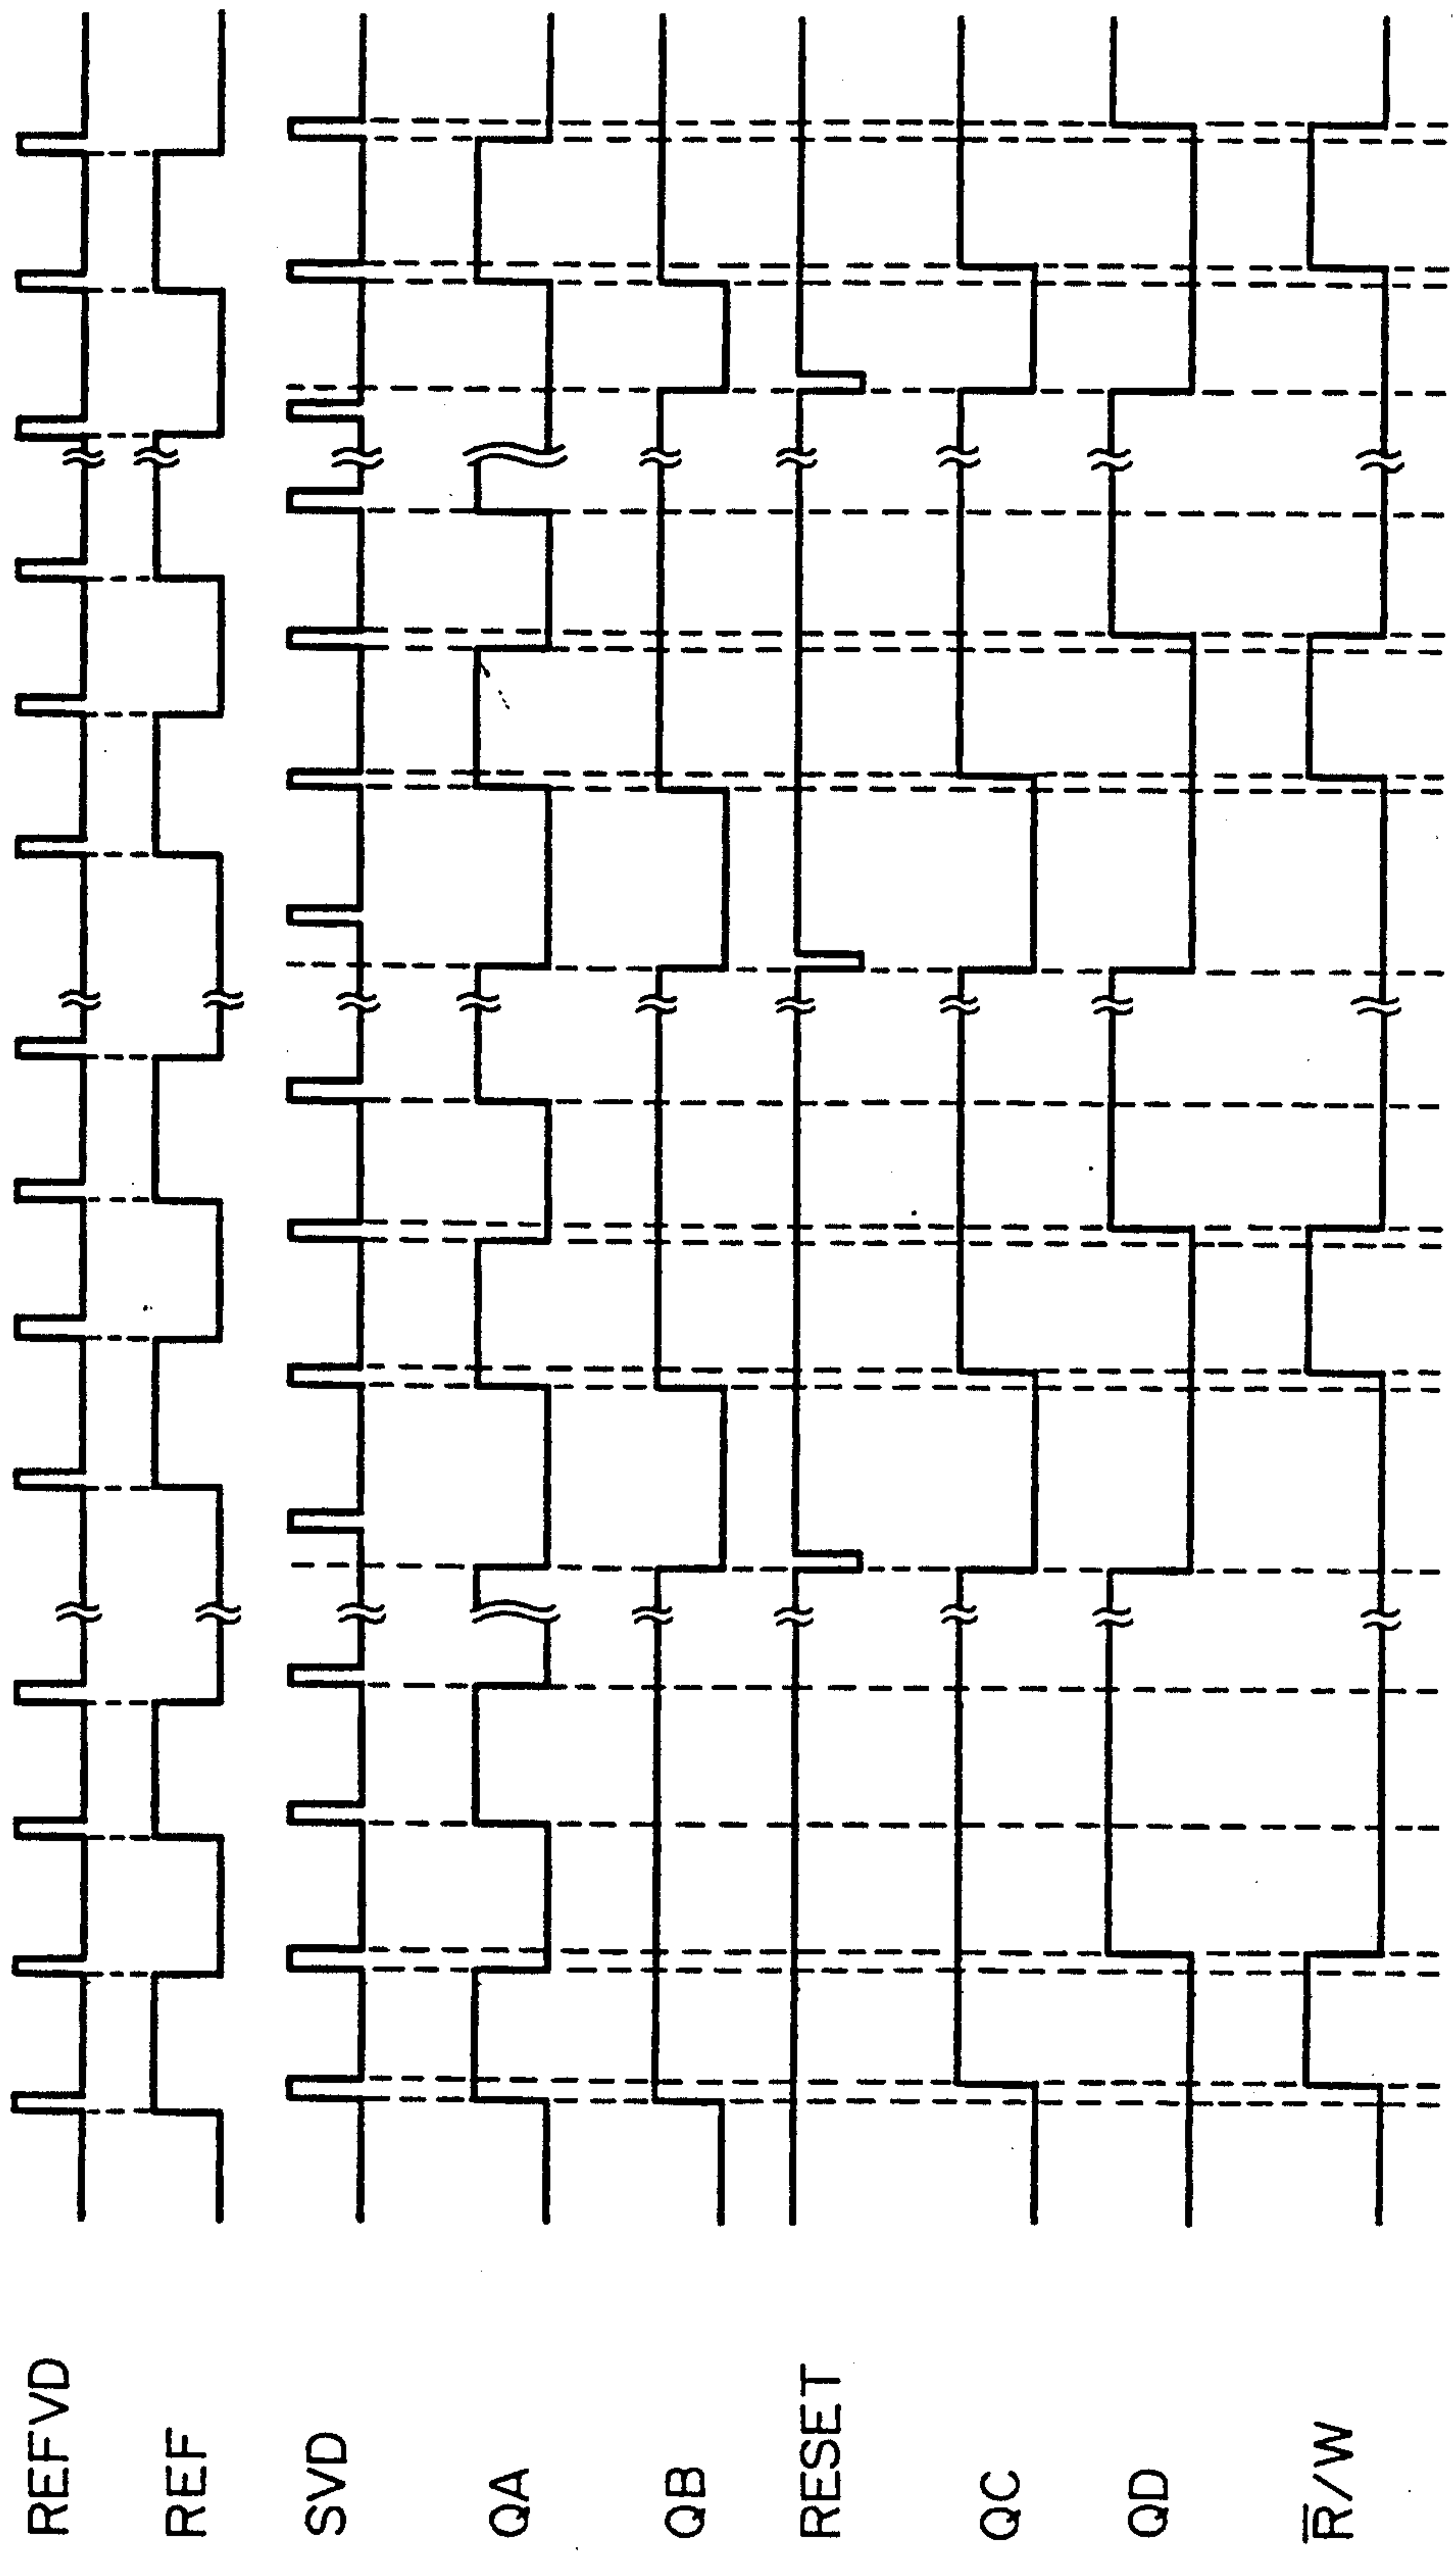 REFVD
REF
SVD
QA
QB
RESET
QC
QD
R̅/W